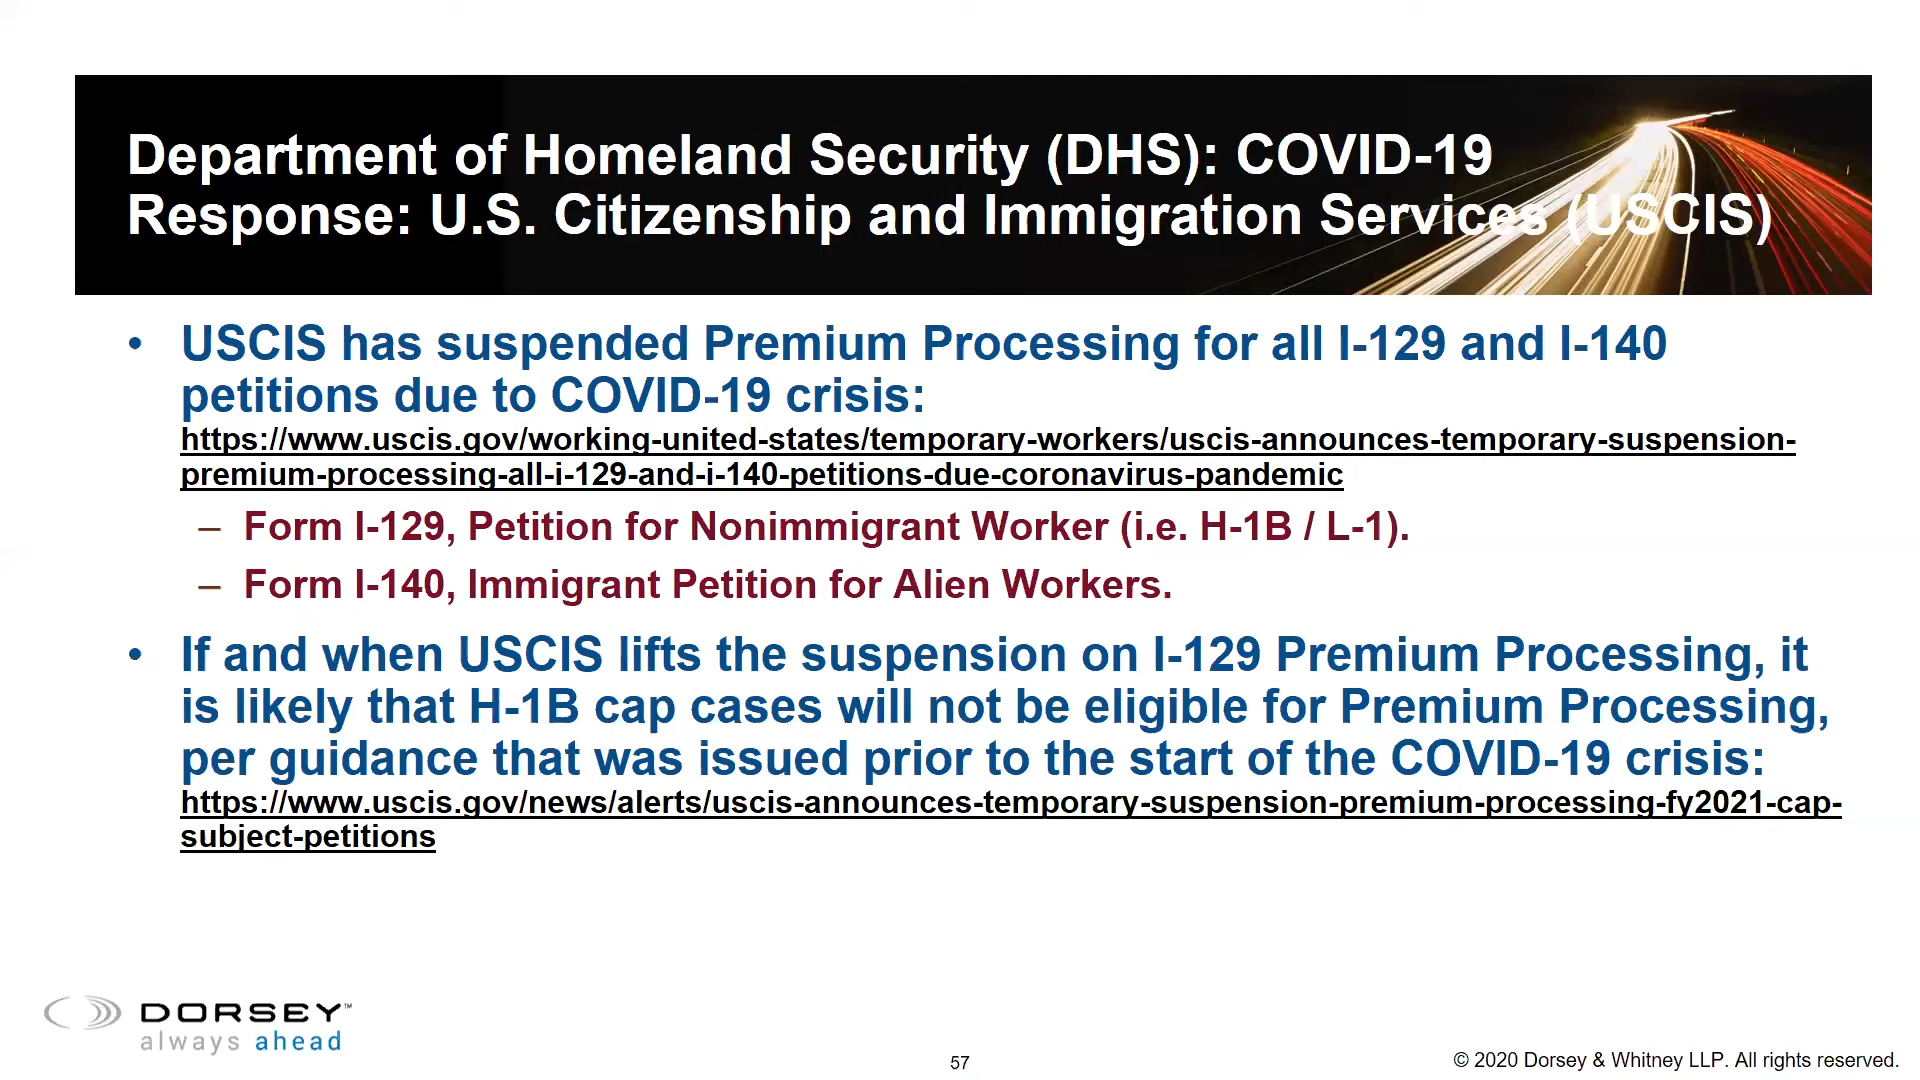 Department of Homeland Security (DHS): COVID-19
Response: U.S. Citizenship and Immigration Services (USCIS)
• USCIS has suspended Premium Processing for all I-129 and I-140
petitions due to COVID-19 crisis:
https://www.uscis.gov/working-united-states/temporary-workers/uscis-announces-temporary-suspension-
premium-processing-all-i-129-and-i-140-petitions-due-coronavirus-pandemic
– Form I-129, Petition for Nonimmigrant Worker (i.e. H-1B / L-1).
– Form I-140, Immigrant Petition for Alien Workers.
• If and when USCIS lifts the suspension on I-129 Premium Processing, it
is likely that H-1B cap cases will not be eligible for Premium Processing,
per guidance that was issued prior to the start of the COVID-19 crisis:
https://www.uscis.gov/news/alerts/uscis-announces-temporary-suspension-premium-processing-fy2021-cap-
subject-petitions
DORSEY™
always ahead
57
© 2020 Dorsey & Whitney LLP. All rights reserved.